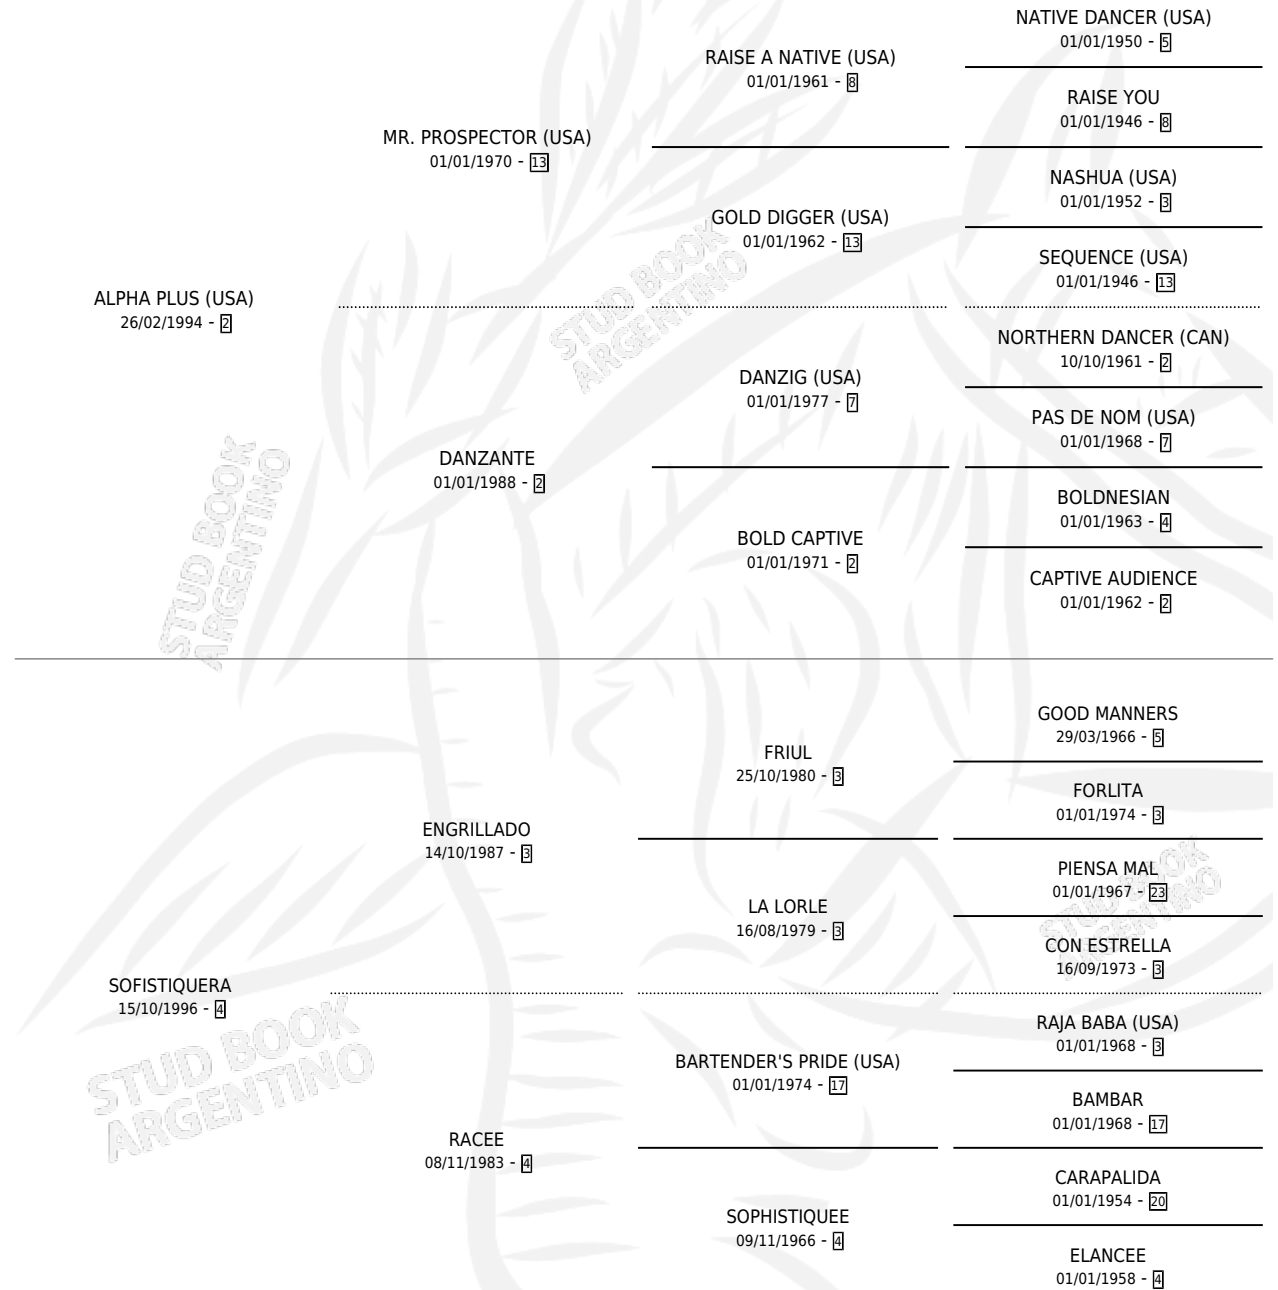 NATIVE DANCER (USA)
01/01/1950 - 5
RAISE A NATIVE (USA)
01/01/1961 - 8
RAISE YOU
01/01/1946 - 8
MR. PROSPECTOR (USA)
01/01/1970 - 13
NASHUA (USA)
01/01/1952 - 3
GOLD DIGGER (USA)
01/01/1962 - 13
SEQUENCE (USA)
01/01/1946 - 13
ALPHA PLUS (USA)
26/02/1994 - 2
STUD BOOK
ARGENTINO
NORTHERN DANCER (CAN)
10/10/1961 - 2
DANZIG (USA)
01/01/1977 - 7
PAS DE NOM (USA)
01/01/1968 - 7
DANZANTE
01/01/1988 - 2
BOLDNESIAN
01/01/1963 - 4
BOLD CAPTIVE
01/01/1971 - 2
CAPTIVE AUDIENCE
01/01/1962 - 2
STUD BOOK
ARGENTINO
GOOD MANNERS
29/03/1966 - 5
FRIUL
25/10/1980 - 3
FORLITA
01/01/1974 - 3
ENGRILLADO
14/10/1987 - 3
PIENSA MAL
01/01/1967 - 23
LA LORLE
16/08/1979 - 3
CON ESTRELLA
16/09/1973 - 3
STUD BOOK
ARGENTINO
SOFISTIQUERA
15/10/1996 - 4
RAJA BABA (USA)
01/01/1968 - 3
BARTENDER'S PRIDE (USA)
01/01/1974 - 17
BAMBAR
01/01/1968 - 17
STUD BOOK
ARGENTINO
RACEE
08/11/1983 - 4
CARAPALIDA
01/01/1954 - 20
SOPHISTIQUEE
09/11/1966 - 4
ELANCEE
01/01/1958 - 4